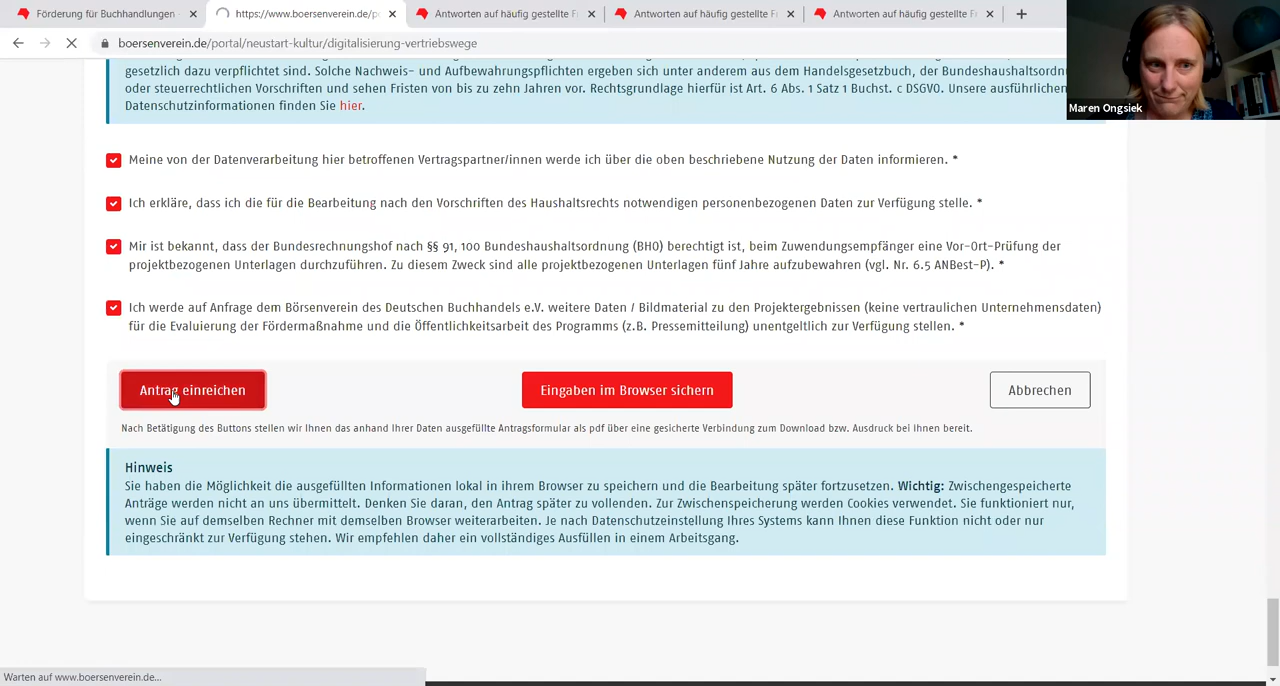 Förderung für Buchhandlungen
https://www.boersenverein.de/p
Antworten auf häufig gestellte F
Antworten auf häufig gestellte F
Antworten auf häufig gestellte F
boersenverein.de/portal/neustart-kultur/digitalisierung-vertriebswege
Maren Ongsiek
gesetzlich dazu verpflichtet sind. Solche Nachweis- und Aufbewahrungspflichten ergeben sich unter anderem aus dem Handelsgesetzbuch, der Bundeshaushaltsordnu
oder steuerrechtlichen Vorschriften und sehen Fristen von bis zu zehn Jahren vor. Rechtsgrundlage hierfür ist Art. 6 Abs. 1 Satz 1 Buchst. c DSGVO. Unsere ausführlichen
Datenschutzinformationen finden Sie hier.
Meine von der Datenverarbeitung hier betroffenen Vertragspartner/innen werde ich über die oben beschriebene Nutzung der Daten informieren. *
Ich erkläre, dass ich die für die Bearbeitung nach den Vorschriften des Haushaltsrechts notwendigen personenbezogenen Daten zur Verfügung stelle. *
Mir ist bekannt, dass der Bundesrechnungshof nach §§ 91, 100 Bundeshaushaltsordnung (BHO) berechtigt ist, beim Zuwendungsempfänger eine Vor-Ort-Prüfung der
projektbezogenen Unterlagen durchzuführen. Zu diesem Zweck sind alle projektbezogenen Unterlagen fünf Jahre aufzubewahren (vgl. Nr. 6.5 ANBest-P). *
Ich werde auf Anfrage dem Börsenverein des Deutschen Buchhandels e.V. weitere Daten / Bildmaterial zu den Projektergebnissen (keine vertraulichen Unternehmensdaten)
für die Evaluierung der Fördermaßnahme und die Öffentlichkeitsarbeit des Programms (z.B. Pressemitteilung) unentgeltlich zur Verfügung stellen. *
Antrag einreichen
Eingaben im Browser sichern
Abbrechen
Nach Betätigung des Buttons stellen wir Ihnen das anhand Ihrer Daten ausgefüllte Antragsformular als pdf über eine gesicherte Verbindung zum Download bzw. Ausdruck bei Ihnen bereit.
Hinweis
Sie haben die Möglichkeit die ausgefüllten Informationen lokal in ihrem Browser zu speichern und die Bearbeitung später fortzusetzen. Wichtig: Zwischengespeicherte
Anträge werden nicht an uns übermittelt. Denken Sie daran, den Antrag später zu vollenden. Zur Zwischenspeicherung werden Cookies verwendet. Sie funktioniert nur,
wenn Sie auf demselben Rechner mit demselben Browser weiterarbeiten. Je nach Datenschutzeinstellung Ihres Systems kann Ihnen diese Funktion nicht oder nur
eingeschränkt zur Verfügung stehen. Wir empfehlen daher ein vollständiges Ausfüllen in einem Arbeitsgang.
Warten auf www.boersenverein.de...